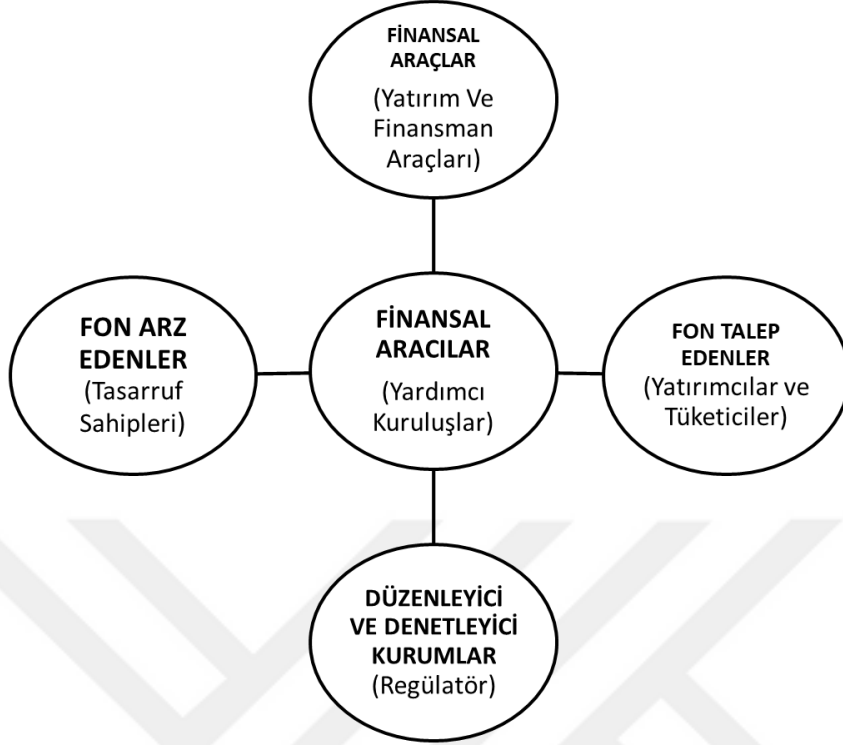 FİNANSAL
ARAÇLAR
(Yatırım Ve
Finansman
Araçları)
FON ARZ
EDENLER
(Tasarruf
Sahipleri)
FİNANSAL
ARACILAR
(Yardımcı
Kuruluşlar)
FON TALEP
EDENLER
(Yatırımcılar ve
Tüketiciler)
DÜZENLEYİCİ
VE DENETLEYİCİ
KURUMLAR
(Regülatör)